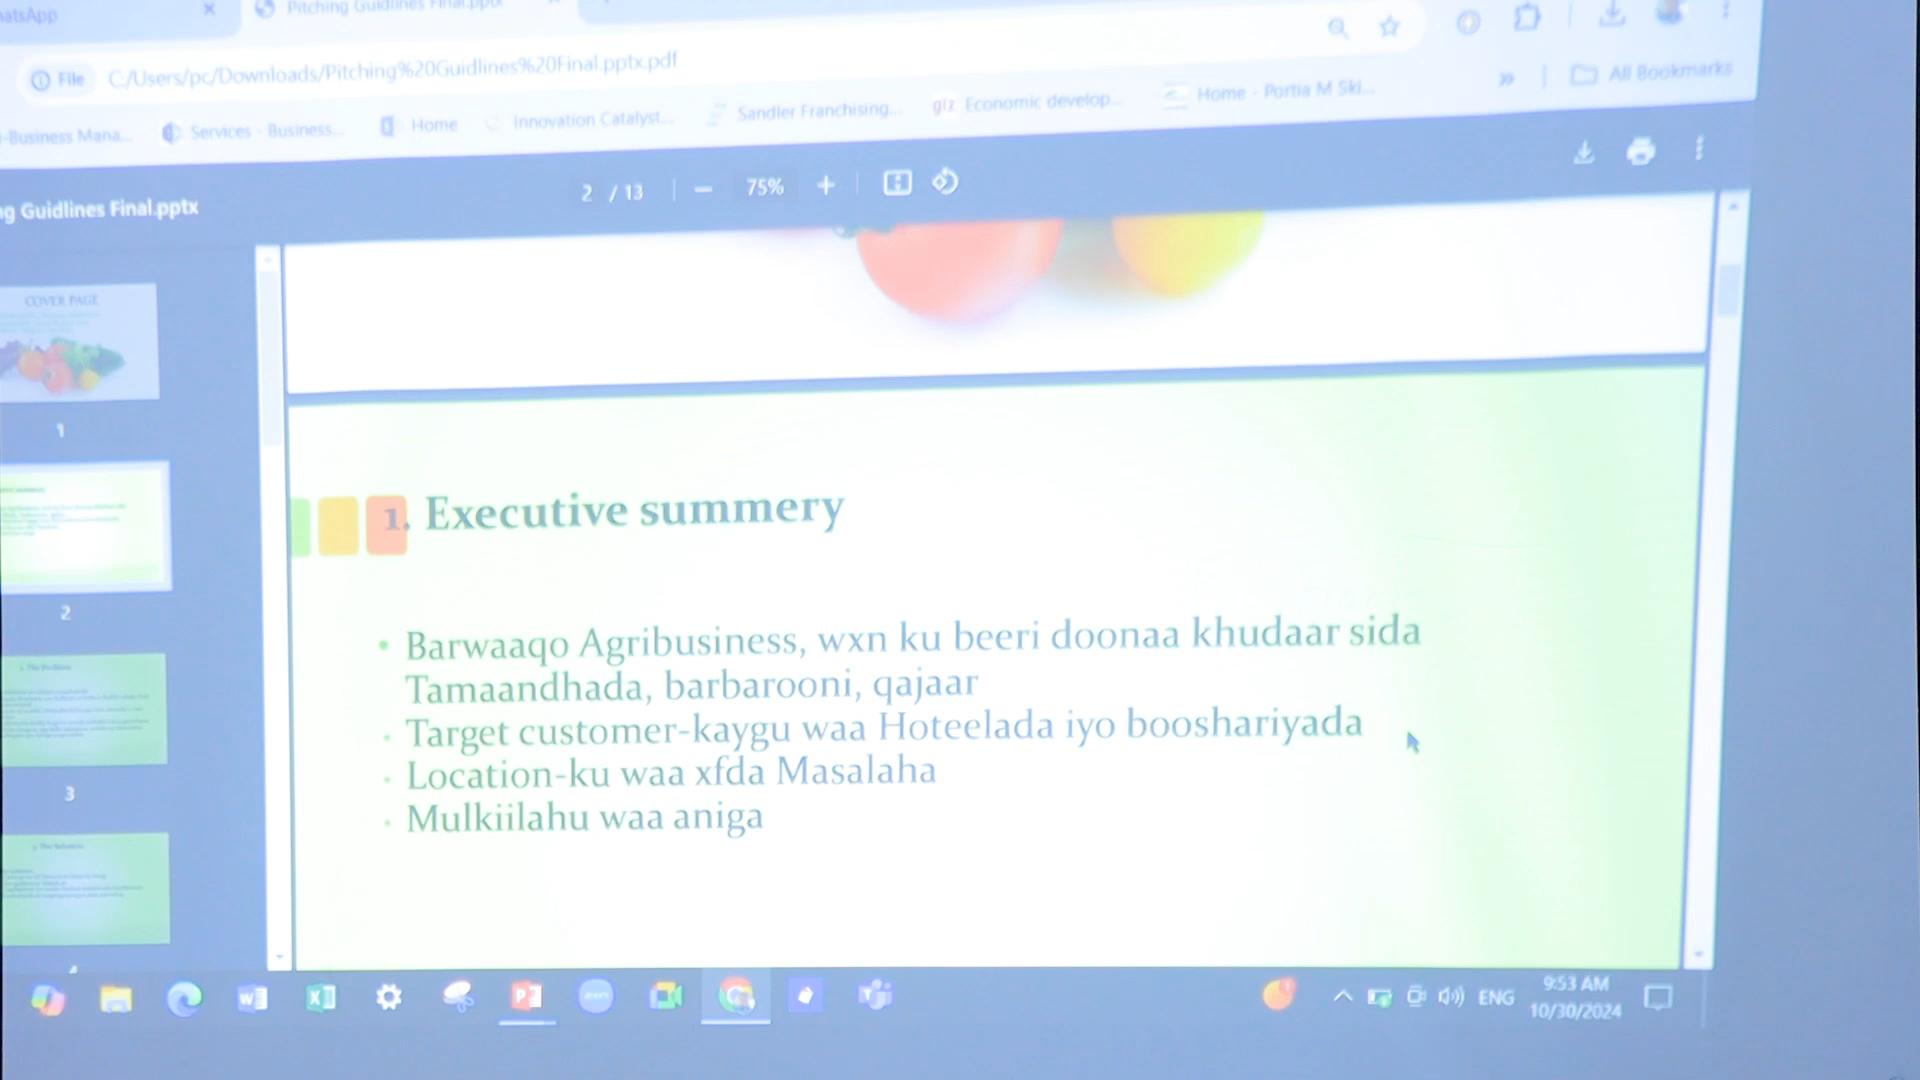 atsApp
Pitching Guidlines Final.pptx
File C:/Users/pc/Downloads/Pitching%20Guidlines%20Final.pptx.pdf
-Business Mana... Services - Business... Home Innovation Catalyst... Sandler Franchising... giz Economic develop... Home - Portia M Ski... » All Bookmarks
ng Guidlines Final.pptx
2 / 13 75%
COVER PAGE
1
2
3
4
1. Executive summery
• Barwaaqo Agribusiness, wxn ku beeri doonaa khudaar sida
Tamaandhada, barbarooni, qajaar
• Target customer-kaygu waa Hoteelada iyo booshariyada
• Location-ku waa xfda Masalaha
• Mulkiilahu waa aniga
zoom
ENG
9:53 AM
10/30/2024